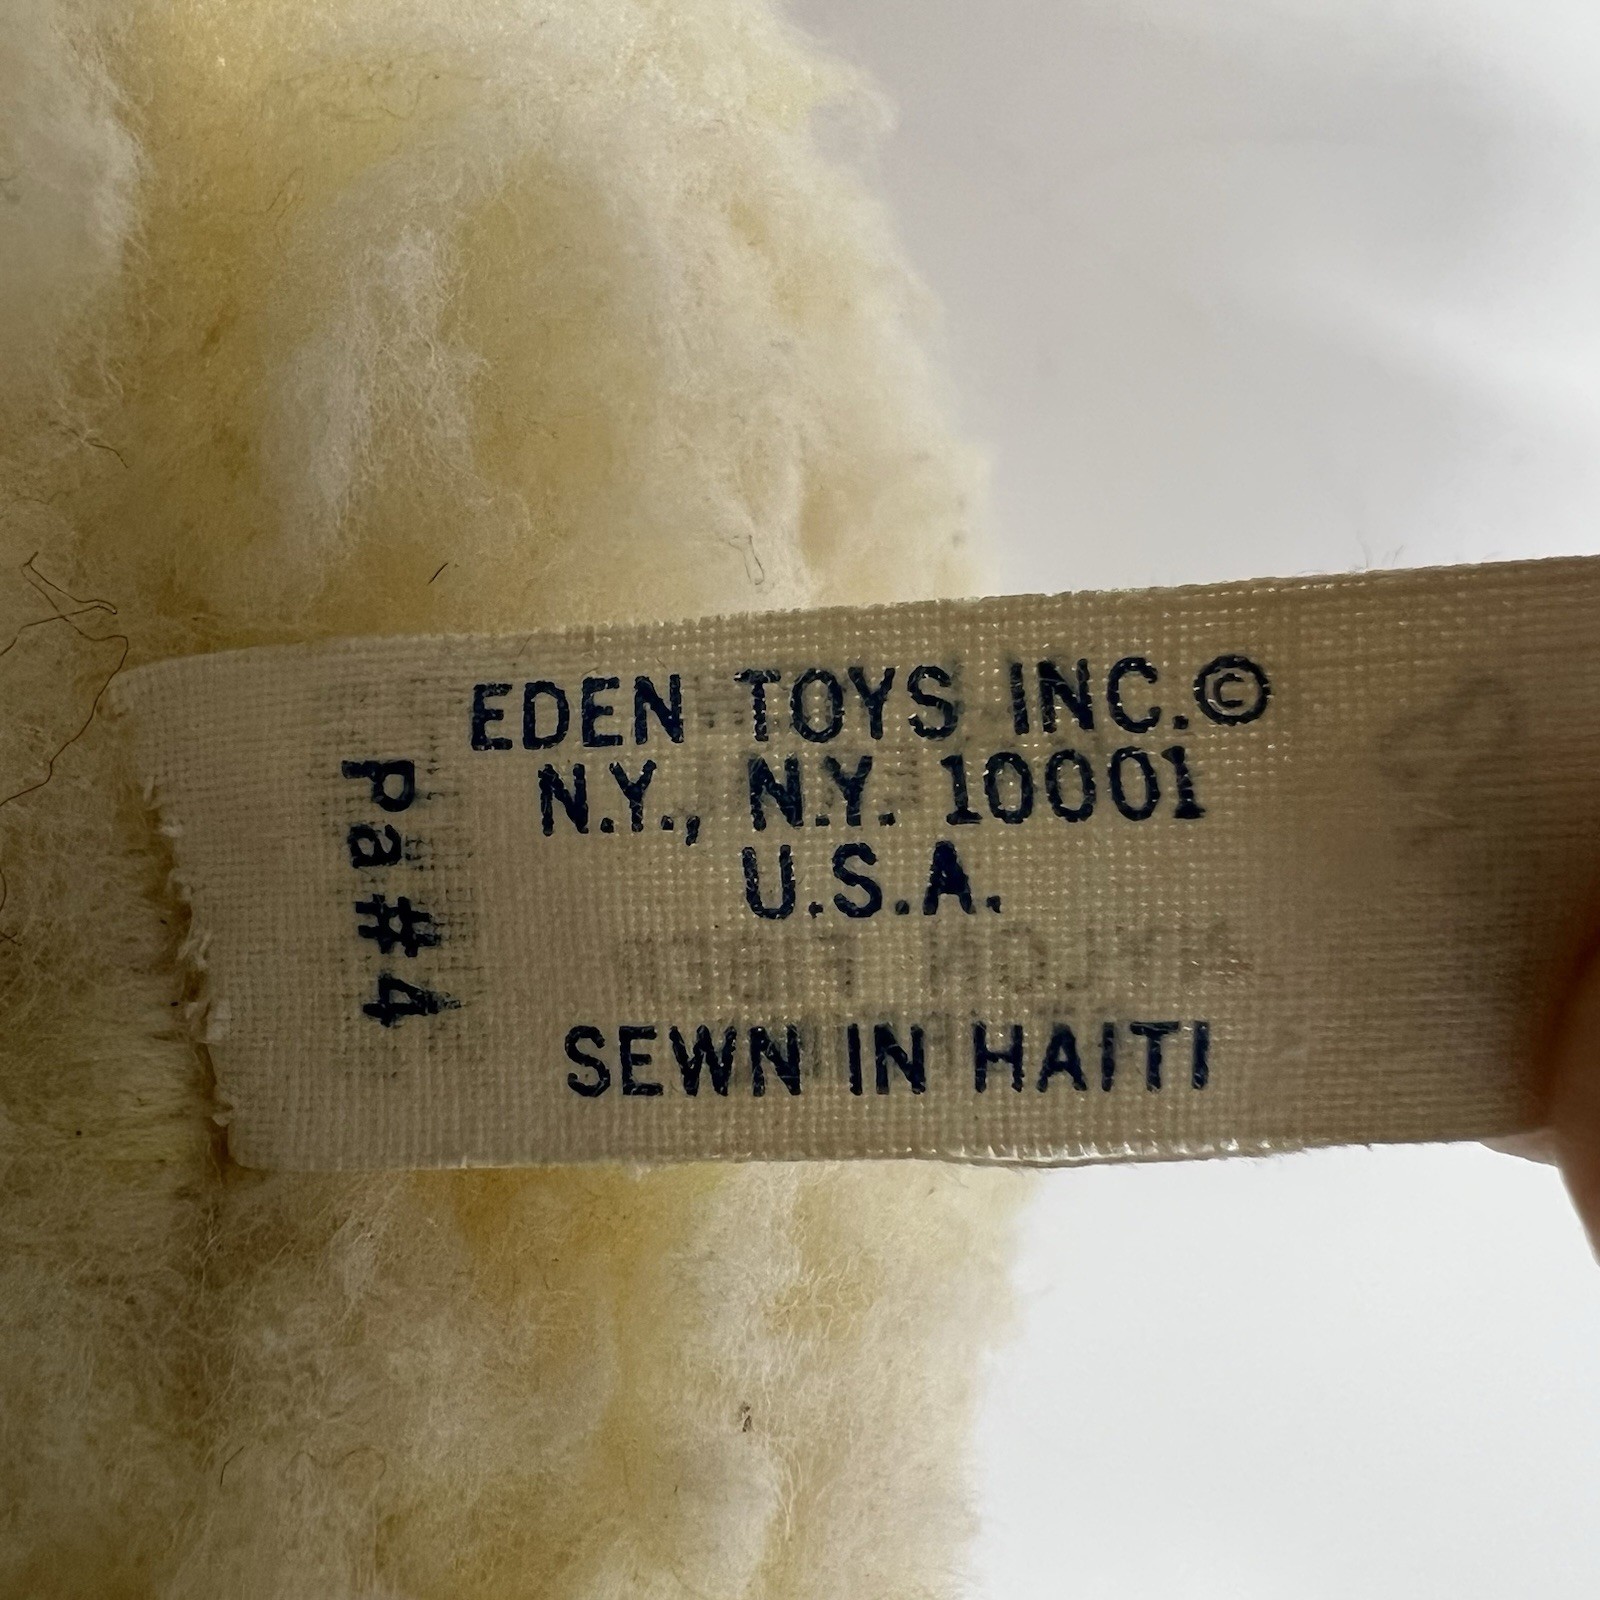 EDEN TOYS INC.©
N.Y., N.Y. 10001
U.S.A.
SEWN IN HAITI
Pa#4